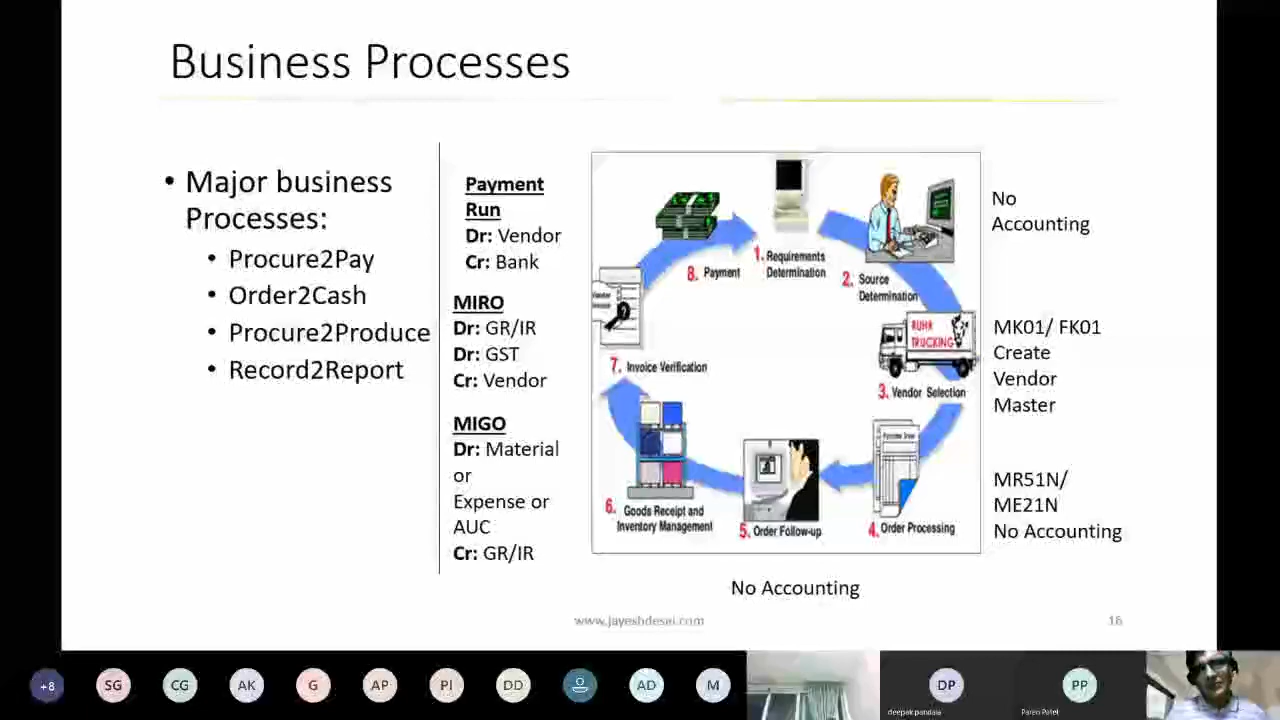 Business Processes
• Major business
Processes:
• Procure2Pay
• Order2Cash
• Procure2Produce
• Record2Report
Payment
Run
Dr: Vendor
Cr: Bank
MIRO
Dr: GR/IR
Dr: GST
Cr: Vendor
MIGO
Dr: Material
or
Expense or
AUC
Cr: GR/IR
1. Requirements
Determination
2. Source
Determination
RUHR
TRUCKING
3. Vendor Selection
4. Order Processing
5. Order Follow-up
6. Goods Receipt and
Inventory Management
7. Invoice Verification
8. Payment
No
Accounting
MK01/ FK01
Create
Vendor
Master
MR51N/
ME21N
No Accounting
No Accounting
www.jayeshdesai.com
16
+8
SG
CG
AK
G
AP
PI
DD
AD
M
DP
deepak pandala
PP
Paren Patel